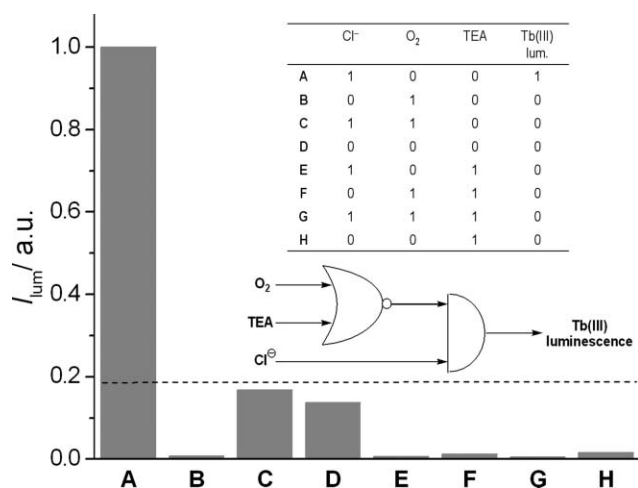 Cl⁻ O₂ TEA Tb(III) lum.
A 1 0 0 1
B 0 1 0 0
C 1 1 0 0
D 0 0 0 0
E 1 0 1 0
F 0 1 1 0
G 1 1 1 0
H 0 0 1 0
O₂
TEA
Cl⊖
Tb(III)
luminescence
I_lum/ a.u.
1.0
0.8
0.6
0.4
0.2
0.0
A B C D E F G H